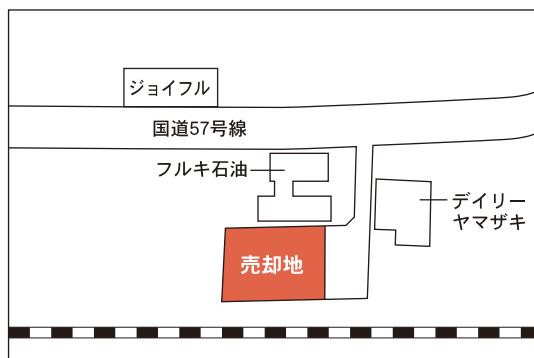 ジョイフル
国道57号線
フルキ石油
デイリー
ヤマザキ
売却地